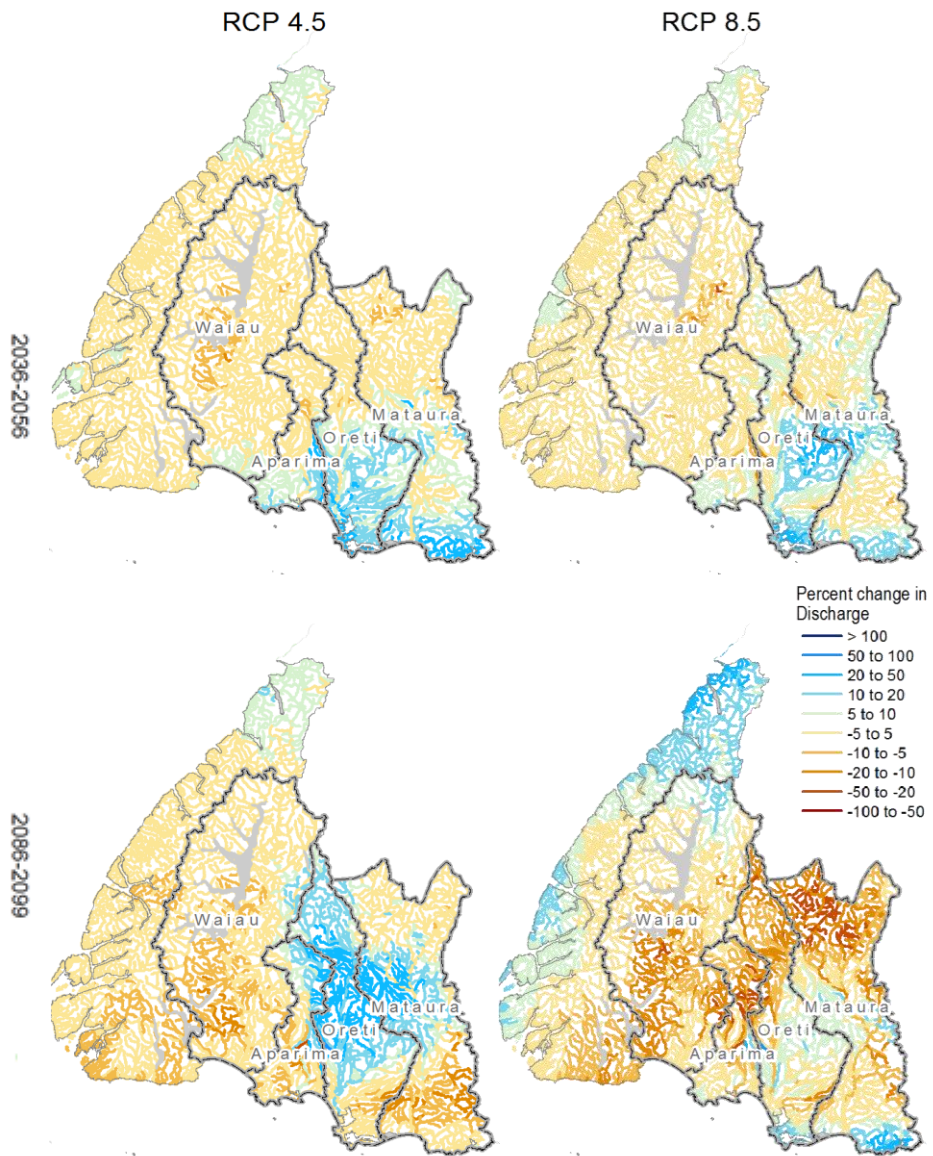 RCP 4.5
RCP 8.5
2036-2056
Waiau
Mataura
Oreti
Aparima
Waiau
Mataura
Oreti
Aparima
Percent change in
Discharge
> 100
50 to 100
20 to 50
10 to 20
5 to 10
-5 to 5
-10 to -5
-20 to -10
-50 to -20
-100 to -50
2086-2099
Waiau
Mataura
Oreti
Aparima
Waiau
Mataura
Oreti
Aparima